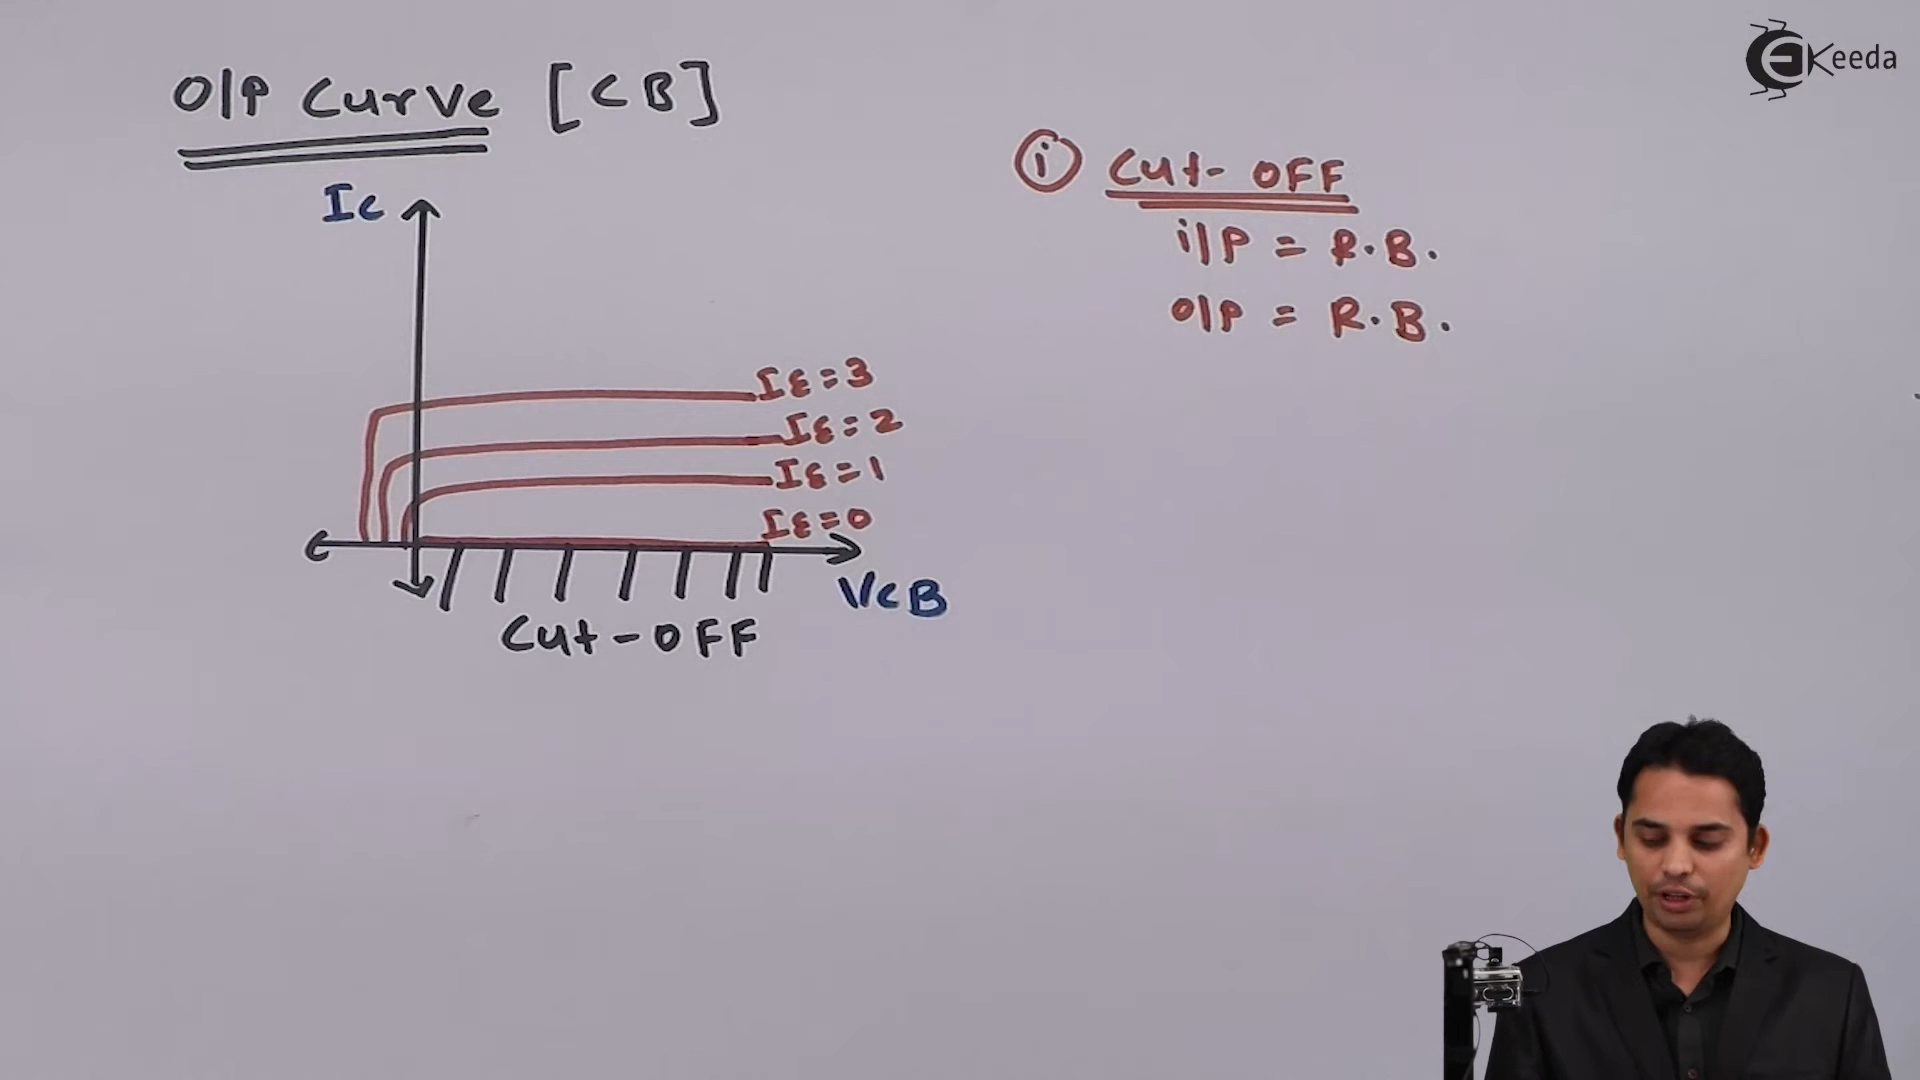 O/P Curve [CB]
Ic
IE=3
IE=2
IE=1
IE=0
VCB
Cut-OFF
i Cut-OFF
i/P = R.B.
O/P = R.B.
EKeeda